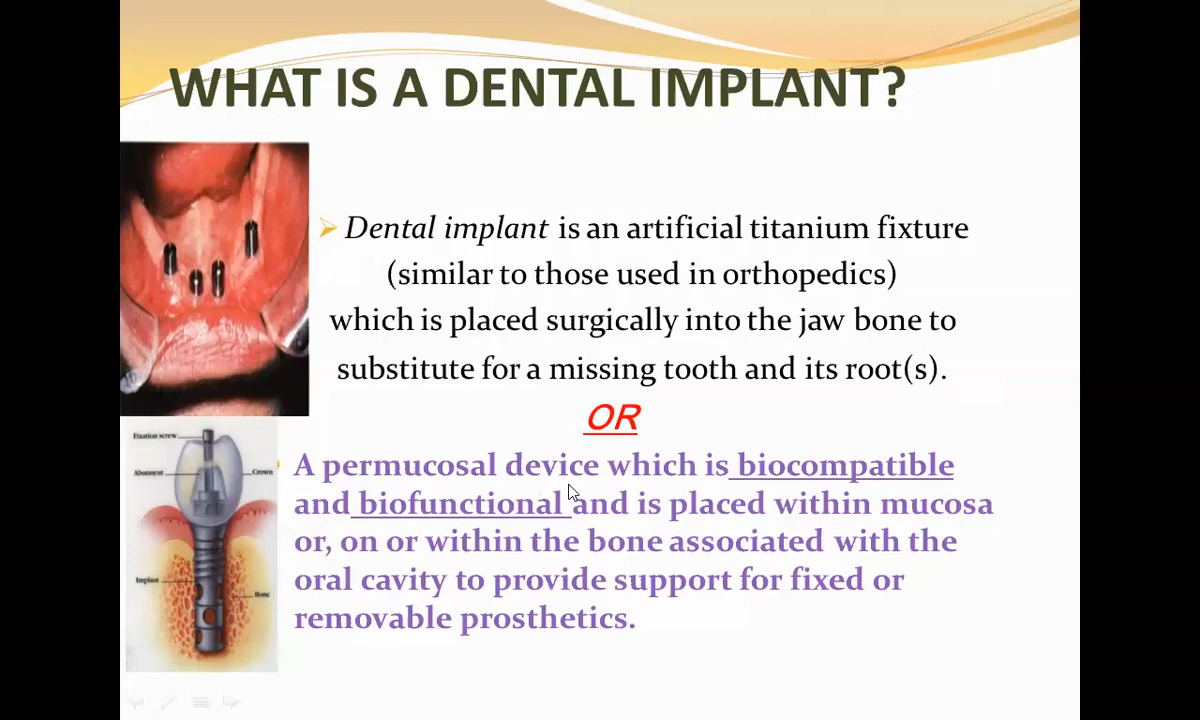 WHAT IS A DENTAL IMPLANT?
Dental implant is an artificial titanium fixture
(similar to those used in orthopedics)
which is placed surgically into the jaw bone to
substitute for a missing tooth and its root(s).
OR
A permucosal device which is biocompatible
and biofunctional and is placed within mucosa
or, on or within the bone associated with the
oral cavity to provide support for fixed or
removable prosthetics.
Fixation screw
Abutment
Crown
Implant
Bone